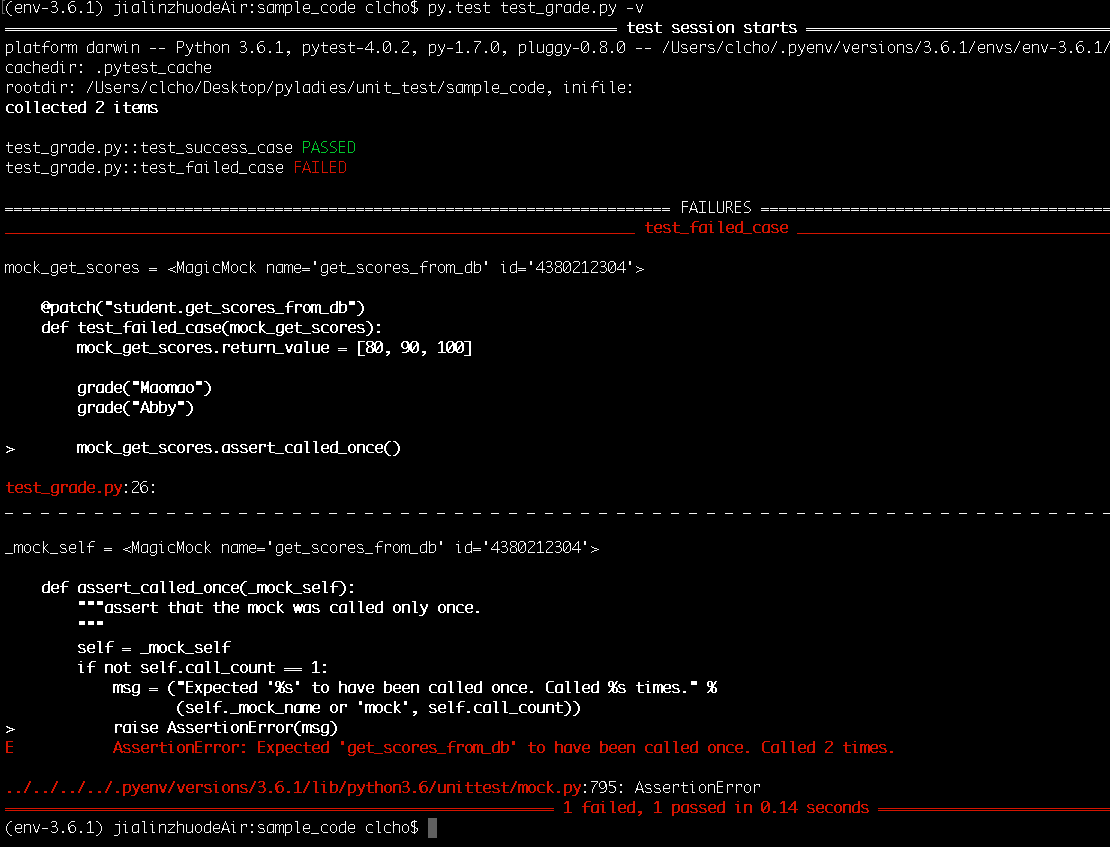 (env-3.6.1) jialinzhuodeAir:sample_code clcho$ py.test test_grade.py -v
============================= test session starts =============================
platform darwin -- Python 3.6.1, pytest-4.0.2, py-1.7.0, pluggy-0.8.0 -- /Users/clcho/.pyenv/versions/3.6.1/envs/env-3.6.1/
cachedir: .pytest_cache
rootdir: /Users/clcho/Desktop/pyladies/unit_test/sample_code, inifile:
collected 2 items
test_grade.py::test_success_case PASSED
test_grade.py::test_failed_case FAILED
============================= FAILURES =============================
_____________________________ test_failed_case _____________________________
mock_get_scores = <MagicMock name='get_scores_from_db' id='4380212304'>
    @patch("student.get_scores_from_db")
    def test_failed_case(mock_get_scores):
        mock_get_scores.return_value = [80, 90, 100]
        grade("Maomao")
        grade("Abby")
>       mock_get_scores.assert_called_once()
test_grade.py:26:
_ _ _ _ _ _ _ _ _ _ _ _ _ _ _ _ _ _ _ _ _ _ _ _ _ _ _ _ _ _
_mock_self = <MagicMock name='get_scores_from_db' id='4380212304'>
    def assert_called_once(_mock_self):
        """assert that the mock was called only once.
        """
        self = _mock_self
        if not self.call_count == 1:
            msg = ("Expected '%s' to have been called once. Called %s times." %
                   (self._mock_name or 'mock', self.call_count))
>           raise AssertionError(msg)
E           AssertionError: Expected 'get_scores_from_db' to have been called once. Called 2 times.
../../../../.pyenv/versions/3.6.1/lib/python3.6/unittest/mock.py:795: AssertionError
============================= 1 failed, 1 passed in 0.14 seconds =============================
(env-3.6.1) jialinzhuodeAir:sample_code clcho$